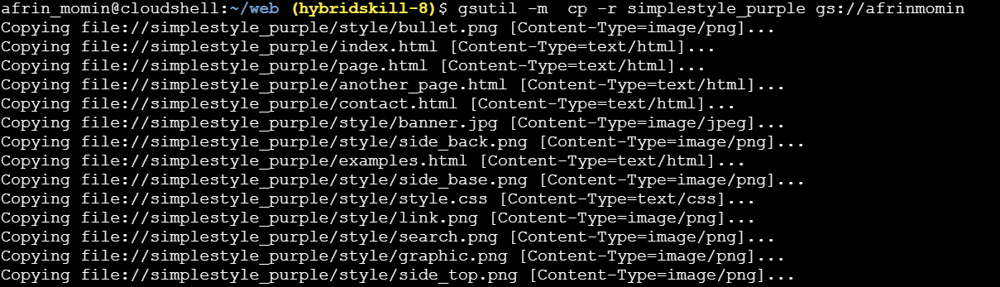 afrin_momin@cloudshell:~/web (hybridskill-8)$ gsutil -m  cp -r simplestyle_purple gs://afrinmomin
Copying file://simplestyle_purple/style/bullet.png [Content-Type=image/png]...
Copying file://simplestyle_purple/index.html [Content-Type=text/html]...
Copying file://simplestyle_purple/page.html [Content-Type=text/html]...
Copying file://simplestyle_purple/another_page.html [Content-Type=text/html]...
Copying file://simplestyle_purple/contact.html [Content-Type=text/html]...
Copying file://simplestyle_purple/style/banner.jpg [Content-Type=image/jpeg]...
Copying file://simplestyle_purple/style/side_back.png [Content-Type=image/png]...
Copying file://simplestyle_purple/examples.html [Content-Type=text/html]...
Copying file://simplestyle_purple/style/side_base.png [Content-Type=image/png]...
Copying file://simplestyle_purple/style/style.css [Content-Type=text/css]...
Copying file://simplestyle_purple/style/link.png [Content-Type=image/png]...
Copying file://simplestyle_purple/style/search.png [Content-Type=image/png]...
Copying file://simplestyle_purple/style/graphic.png [Content-Type=image/png]...
Copying file://simplestyle_purple/style/side_top.png [Content-Type=image/png]...